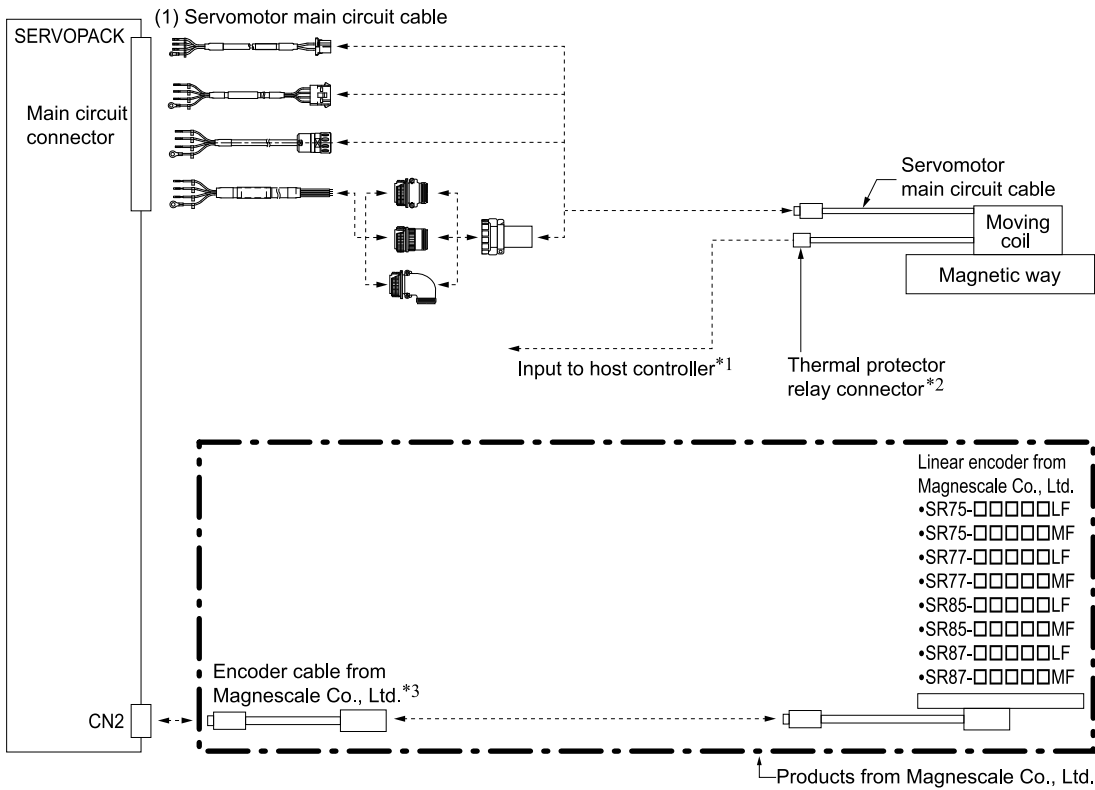 (1) Servomotor main circuit cable
SERVOPACK
Main circuit
connector
Servomotor
main circuit cable
Moving
coil
Magnetic way
Input to host controller*1
Thermal protector
relay connector*2
Linear encoder from
Magnescale Co., Ltd.
•SR75-□□□□□LF
•SR75-□□□□□MF
•SR77-□□□□□LF
•SR77-□□□□□MF
•SR85-□□□□□LF
•SR85-□□□□□MF
•SR87-□□□□□LF
•SR87-□□□□□MF
Encoder cable from
Magnescale Co., Ltd.*3
CN2
Products from Magnescale Co., Ltd.